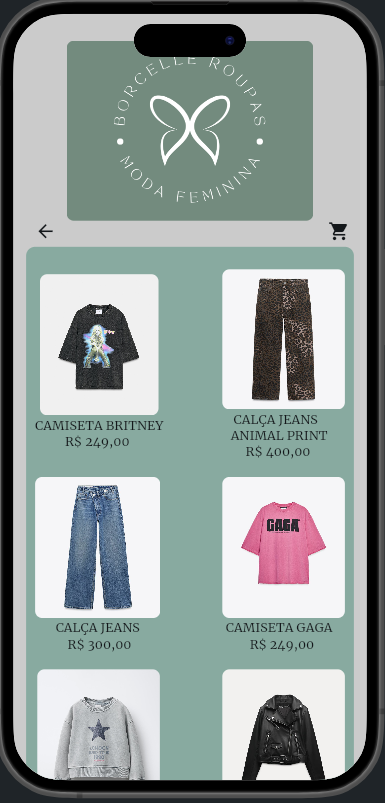 BORCELLE ROUPAS
MODA FEMININA
CAMISETA BRITNEY
R$ 249,00
CALÇA JEANS
ANIMAL PRINT
R$ 400,00
CALÇA JEANS
R$ 300,00
GAGA
CAMISETA GAGA
R$ 249,00